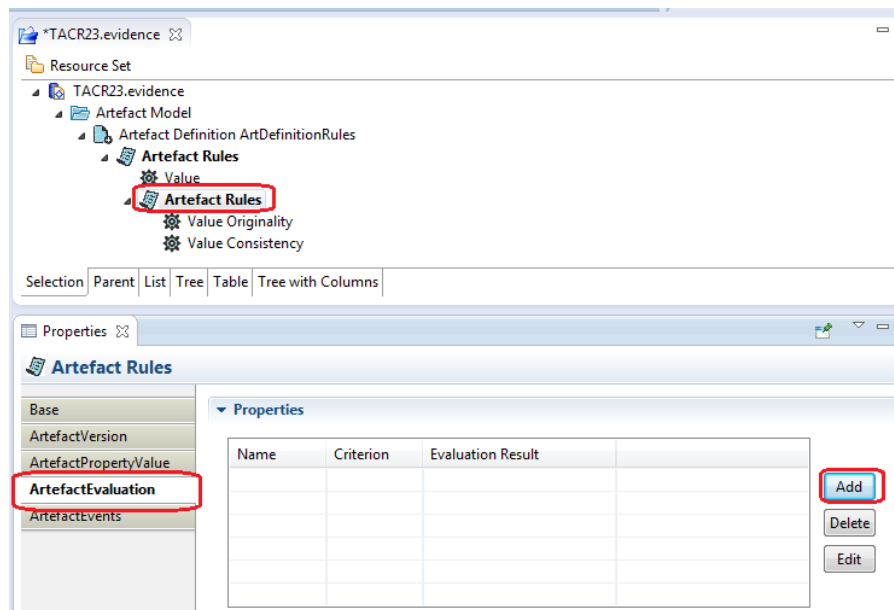 *TACR23.evidence
Resource Set
TACR23.evidence
Artefact Model
Artefact Definition ArtDefinitionRules
Artefact Rules
Value
Artefact Rules
Value Originality
Value Consistency
Selection Parent List Tree Table Tree with Columns
Properties
Artefact Rules
Base
Properties
ArtefactVersion
Name Criterion Evaluation Result
ArtefactPropertyValue
ArtefactEvaluation
Add
ArtefactEvents
Delete
Edit